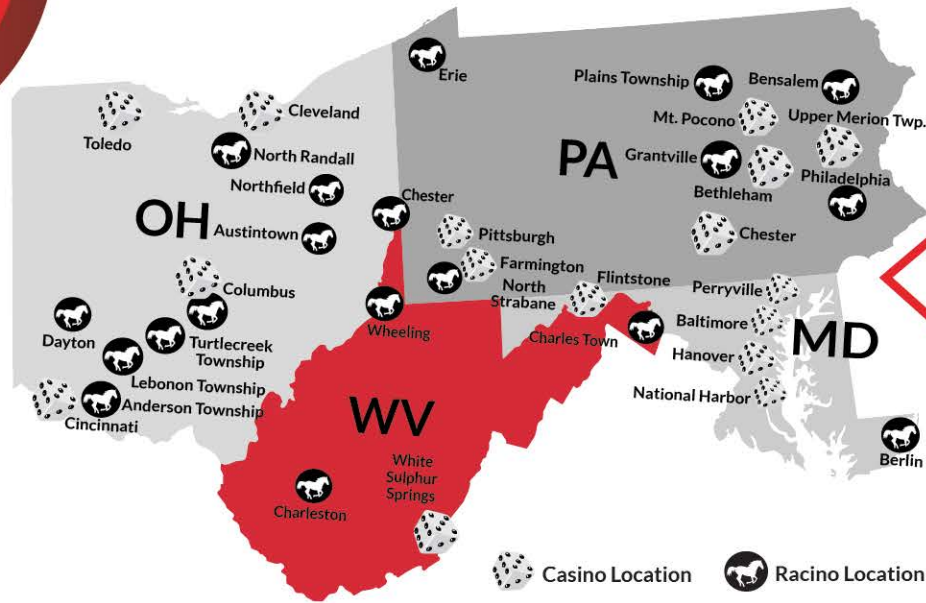 Erie
Plains Township
Bensalem
Cleveland
Mt. Pocono
Upper Merion Twp.
Toledo
North Randall
PA
Grantville
Northfield
Bethleham
Philadelphia
Chester
OH
Austintown
Pittsburgh
Chester
Farmington
Flintstone
Columbus
North
Strabane
Perryville
Wheeling
Charles Town
Baltimore
MD
Dayton
Turtlecreek
Township
Hanover
Lebonon Township
National Harbor
Anderson Township
Cincinnati
WV
White
Sulphur
Springs
Berlin
Charleston
Casino Location
Racino Location